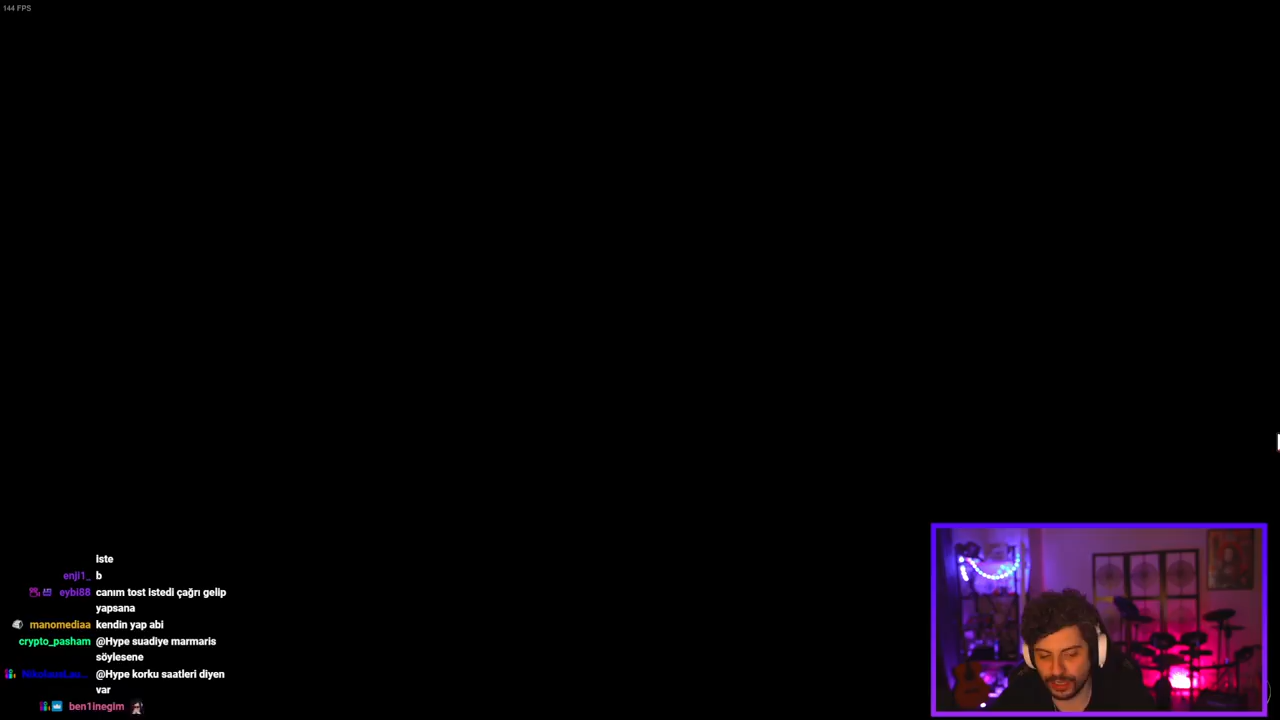 144 FPS
iste
enji1_ b
eybi88 canım tost istedi çağrı gelip
yapsana
manomediaa kendin yap abi
crypto_pasham @Hype suadiye marmaris
söylesene
@Hype korku saatleri diyen
var
ben1inegim